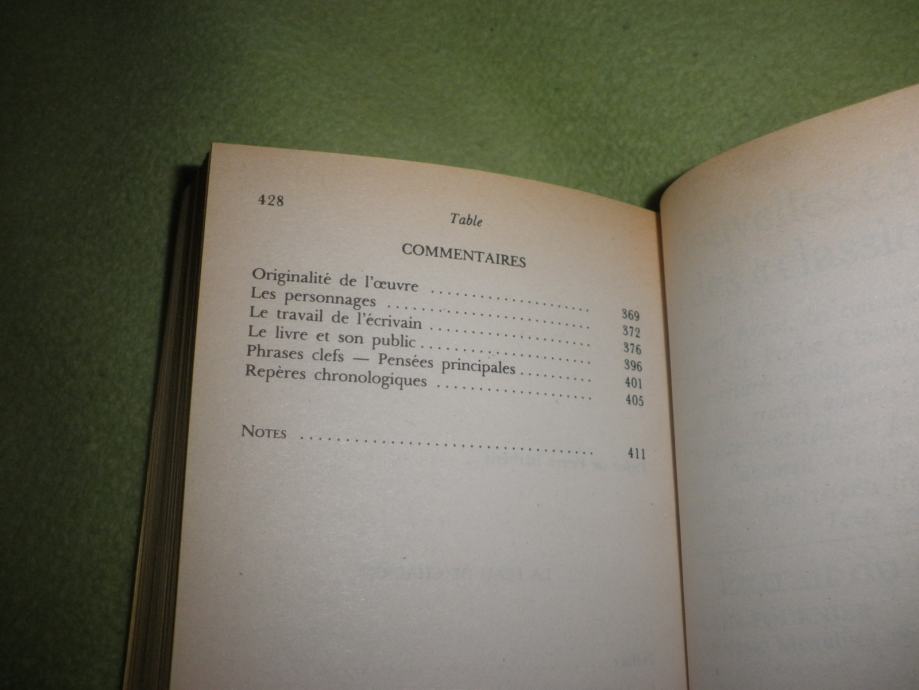 428
Table
COMMENTAIRES
Originalité de l'œuvre ........................ 369
Les personnages ........................ 372
Le travail de l'écrivain ........................ 376
Le livre et son public ........................ 396
Phrases clefs — Pensées principales .......... 401
Repères chronologiques ........................ 405
NOTES ........................ 411